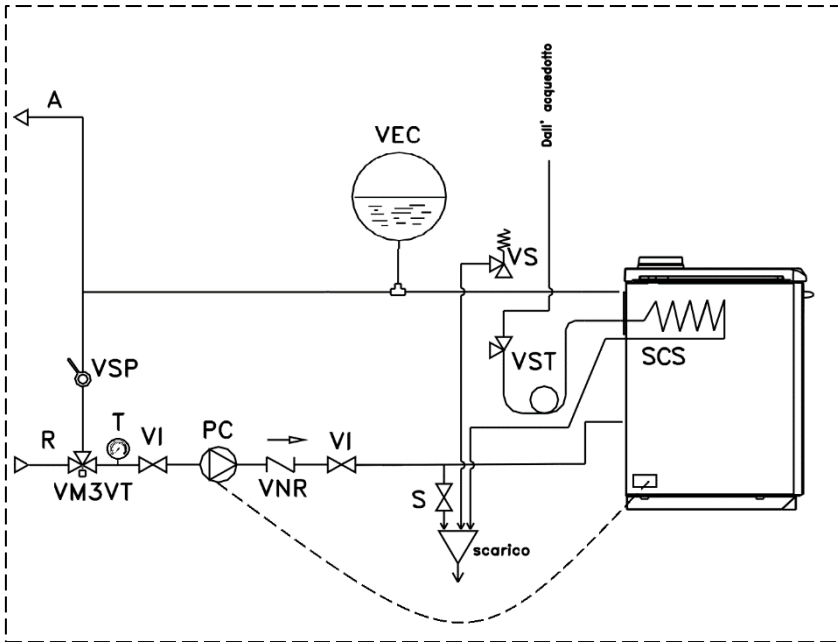 A
Dall' acquedotto
VEC
VS
VST
SCS
VSP
R
T
VI
PC
VI
VM3VT
VNR
S
scarico